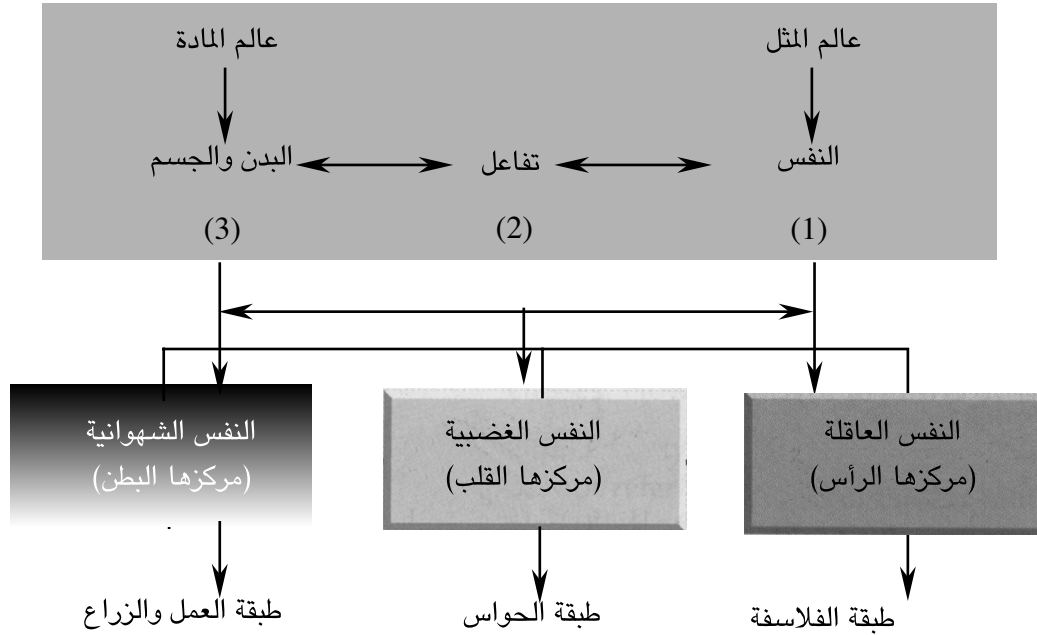 عالم المثل
عالم المادة
النفس
تفاعل
البدن والجسم
(1)
(2)
(3)
النفس العاقلة
(مركزها الرأس)
النفس الغضبية
(مركزها القلب)
النفس الشهوانية
(مركزها البطن)
طبقة الفلاسفة
طبقة الحواس
طبقة العمل والزراع